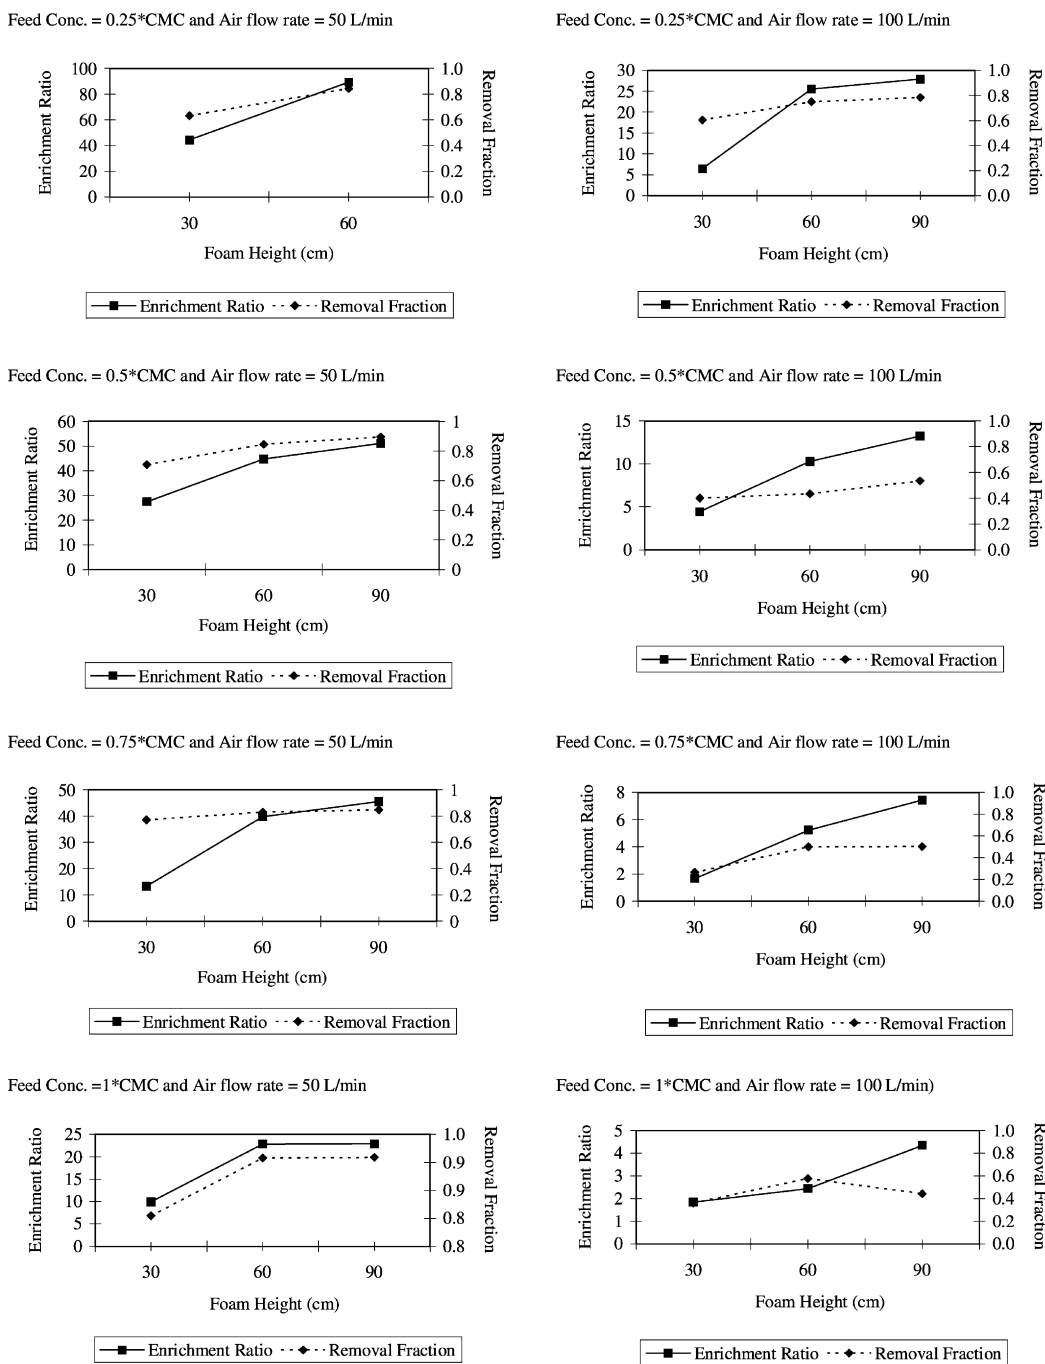 Feed Conc. = 0.25*CMC and Air flow rate = 50 L/min
Enrichment Ratio
100
80
60
40
20
0
1.0
0.8
0.6
0.4
0.2
0.0
Removal Fraction
30 60
Foam Height (cm)
Enrichment Ratio Removal Fraction
Feed Conc. = 0.25*CMC and Air flow rate = 100 L/min
Enrichment Ratio
30
25
20
15
10
5
0
1.0
0.8
0.6
0.4
0.2
0.0
Removal Fraction
30 60 90
Foam Height (cm)
Enrichment Ratio Removal Fraction
Feed Conc. = 0.5*CMC and Air flow rate = 50 L/min
Enrichment Ratio
60
50
40
30
20
10
0
1
0.8
0.6
0.4
0.2
0
Removal Fraction
30 60 90
Foam Height (cm)
Enrichment Ratio Removal Fraction
Feed Conc. = 0.5*CMC and Air flow rate = 100 L/min
Enrichment Ratio
15
10
5
0
1.0
0.8
0.6
0.4
0.2
0.0
Removal Fraction
30 60 90
Foam Height (cm)
Enrichment Ratio Removal Fraction
Feed Conc. = 0.75*CMC and Air flow rate = 50 L/min
Enrichment Ratio
50
40
30
20
10
0
1
0.8
0.6
0.4
0.2
0
Removal Fraction
30 60 90
Foam Height (cm)
Enrichment Ratio Removal Fraction
Feed Conc. = 0.75*CMC and Air flow rate = 100 L/min
Enrichment Ratio
8
6
4
2
0
1.0
0.8
0.6
0.4
0.2
0.0
Removal Fraction
30 60 90
Foam Height (cm)
Enrichment Ratio Removal Fraction
Feed Conc. =1*CMC and Air flow rate = 50 L/min
Enrichment Ratio
25
20
15
10
5
0
1.0
0.9
0.9
0.8
0.8
Removal Fraction
30 60 90
Foam Height (cm)
Enrichment Ratio Removal Fraction
Feed Conc. = 1*CMC and Air flow rate = 100 L/min)
Enrichment Ratio
5
4
3
2
1
0
1.0
0.8
0.6
0.4
0.2
0.0
Removal Fraction
30 60 90
Foam Height (cm)
Enrichment Ratio Removal Fraction